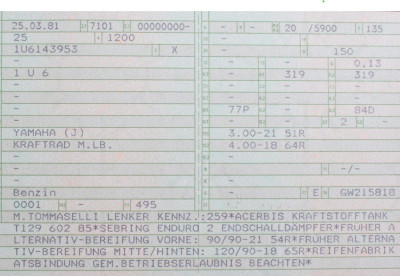 25.03.81 7101 00000000- - - 20 /5900 135
25 1200 -
1U6143953 X - 150
- - - 0.13
1 U 6 - 319 319
- - -
- - -
- 77P 84D
- - 2 -
YAMAHA (J) 3.00-21 51R
KRAFTRAD M.LB. 4.00-18 64R
- -
- - -/-
- -
Benzin - E GW215818
0001 - 495
M.TOMMASELLI LENKER KENNZ.:259*ACERBIS KRAFTSTOFFTANK
T129 602 85*SEBRING ENDURO 2 ENDSCHALLDAMPFER*FRUHER A
LTERNATIV-BEREIFUNG VORNE: 90/90-21 54R*FRUHER ALTERNA
TIV-BEREIFUNG MITTE/HINTEN: 120/90-18 65R*REIFENFABRIK
ATSBINDUNG GEM.BETRIEBSERLAUBNIS BEACHTEN*